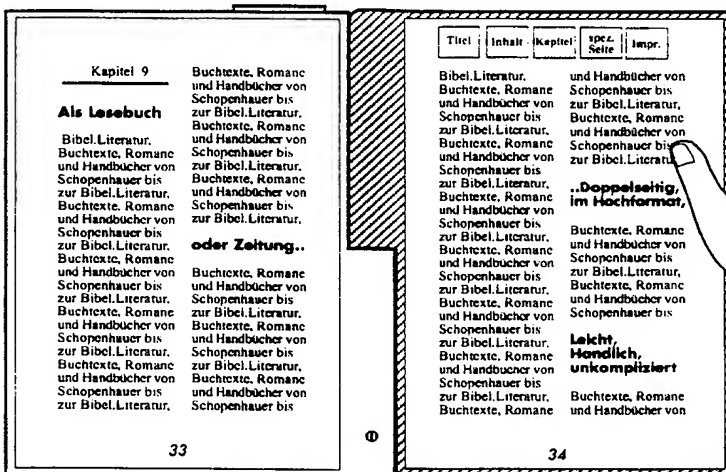 Kapitel 9
Als Lesebuch
Bibel.Literatur.
Buchtexte, Romane
und Handbücher von
Schopenhauer bis
zur Bibel.Literatur,
Buchtexte, Romane
und Handbücher von
Schopenhauer bis
zur Bibel.Literatur.
Buchtexte, Romane
und Handbücher von
Schopenhauer bis
zur Bibel.Literatur,
Buchtexte, Romane
und Handbücher von
Schopenhauer bis
zur Bibel.Literatur,
Buchtexte, Romane
und Handbücher von
Schopenhauer bis
zur Bibel.Literatur,
Buchtexte, Romane
und Handbücher von
Schopenhauer bis
zur Bibel.Literatur,
Buchtexte, Romane
und Handbücher von
Schopenhauer bis
zur Bibel.Literatur,
Buchtexte, Romane
und Handbücher von
Schopenhauer bis
zur Bibel.Literatur,
oder Zeitung..
Buchtexte, Romane
und Handbücher von
Schopenhauer bis
zur Bibel.Literatur,
Buchtexte, Romane
und Handbücher von
Schopenhauer bis
zur Bibel.Literatur,
Buchtexte, Romane
und Handbücher von
Schopenhauer bis
33
Titel Inhalt Kapitel spez. Seite Impr.
Bibel.Literatur.
Buchtexte, Romane
und Handbücher von
Schopenhauer bis
zur Bibel.Literatur,
Buchtexte, Romane
und Handbücher von
Schopenhauer bis
zur Bibel.Literatur,
Buchtexte, Romane
und Handbücher von
Schopenhauer bis
zur Bibel.Literatur.
Buchtexte, Romane
und Handbücher von
Schopenhauer bis
zur Bibel.Literatur,
Buchtexte, Romane
und Handbücher von
Schopenhauer bis
zur Bibel.Literatur,
Buchtexte, Romane
und Handbücher von
Schopenhauer bis
zur Bibel.Literatur,
Buchtexte, Romane
und Handbücher von
Schopenhauer bis
zur Bibel.Literatur,
Buchtexte, Romane
und Handbücher von
Schopenhauer bis
zur Bibel.Literatur
..Doppelseitig,
im Hochformat,
Buchtexte, Romane
und Handbücher von
Schopenhauer bis
zur Bibel.Literatur,
Buchtexte, Romane
und Handbücher von
Schopenhauer bis
Leicht,
Handlich,
unkompliziert
Buchtexte, Romane
und Handbücher von
34